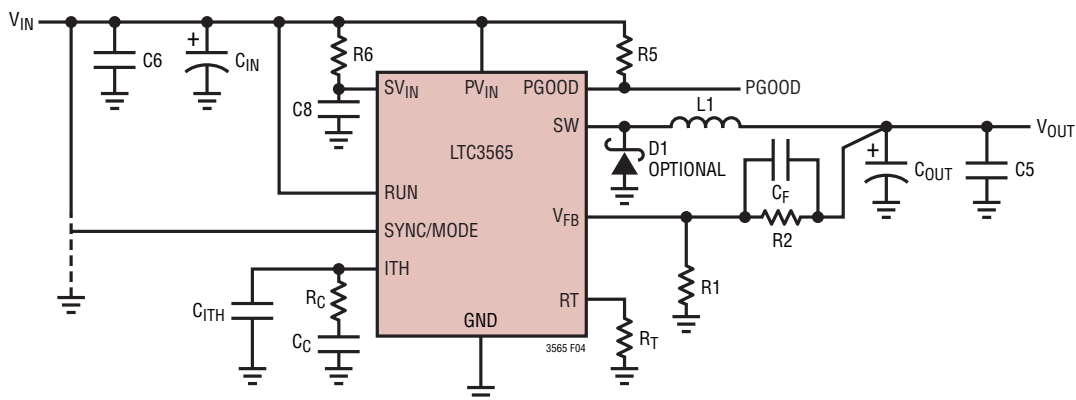 VIN
C6
+
CIN
R6
C8
R5
SVIN
PVIN
PGOOD
PGOOD
L1
SW
VOUT
LTC3565
D1
OPTIONAL
+
COUT
C5
CF
RUN
VFB
R2
SYNC/MODE
ITH
R1
CITH
RC
RT
GND
CC
RT
3565 F04